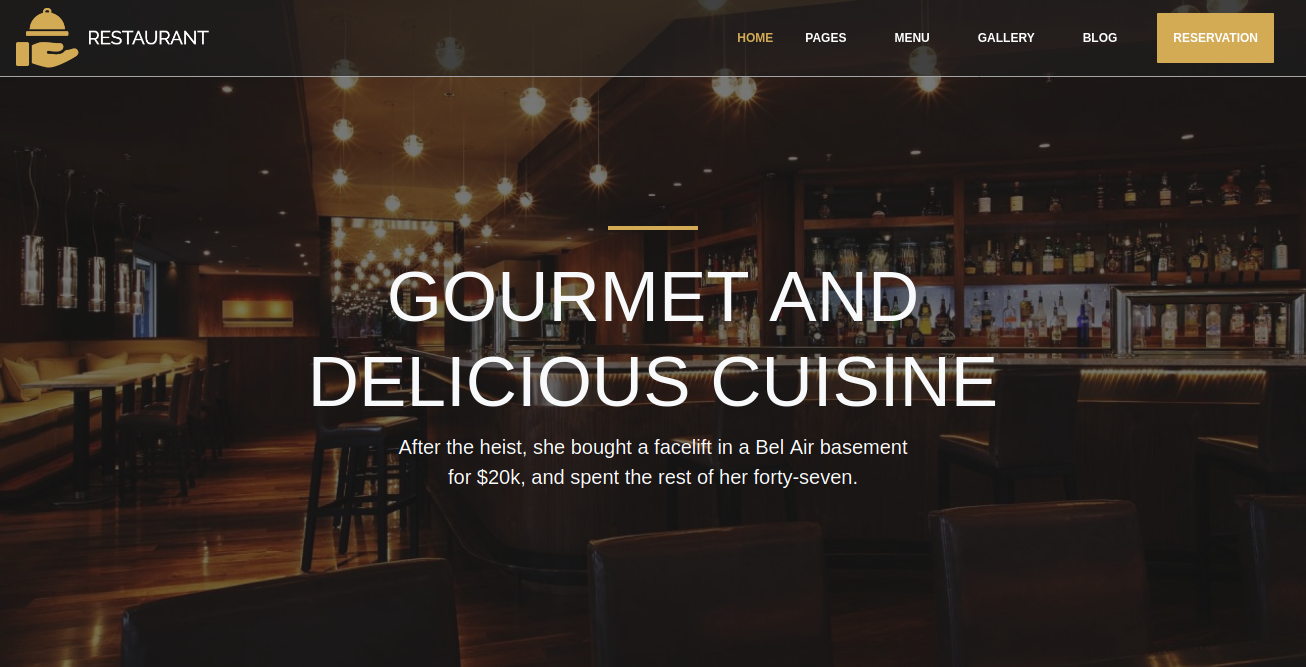 RESTAURANT
HOME PAGES MENU GALLERY BLOG RESERVATION
GOURMET AND
DELICIOUS CUISINE
After the heist, she bought a facelift in a Bel Air basement
for $20k, and spent the rest of her forty-seven.